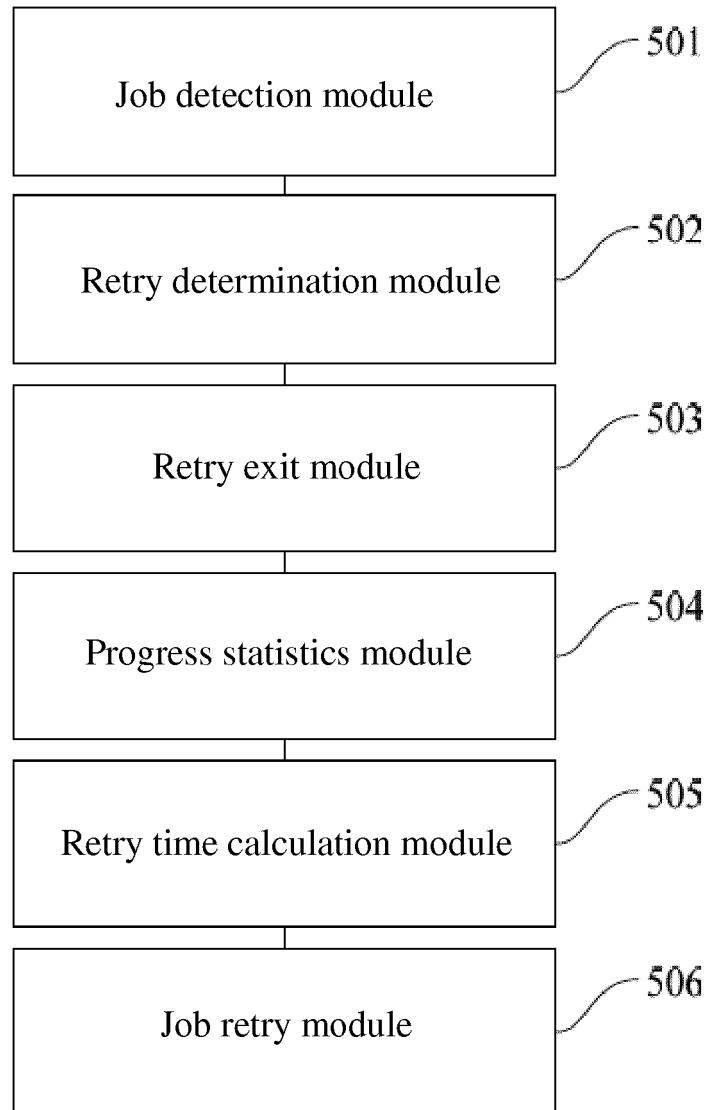 Job detection module
501
Retry determination module
502
Retry exit module
503
Progress statistics module
504
Retry time calculation module
505
Job retry module
506